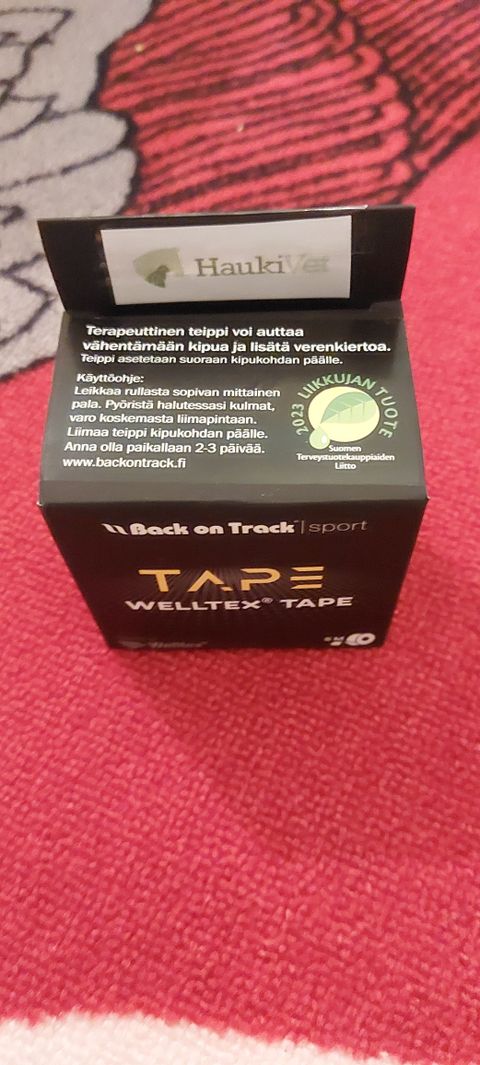 HaukiVet
Terapeuttinen teippi voi auttaa
vähentämään kipua ja lisätä verenkiertoa.
Teippi asetetaan suoraan kipukohdan päälle.
Käyttöohje:
Leikkaa rullasta sopivan mittainen
pala. Pyöristä halutessasi kulmat,
varo koskemasta liimapintaan.
Liimaa teippi kipukohdan päälle.
Anna olla paikallaan 2-3 päivää.
www.backontrack.fi
2023 LIIKKUJAN TUOTE
Suomen
Terveystuotekauppiaiden
Liitto
Back on Track | sport
TAPE
WELLTEX® TAPE
Welltex®